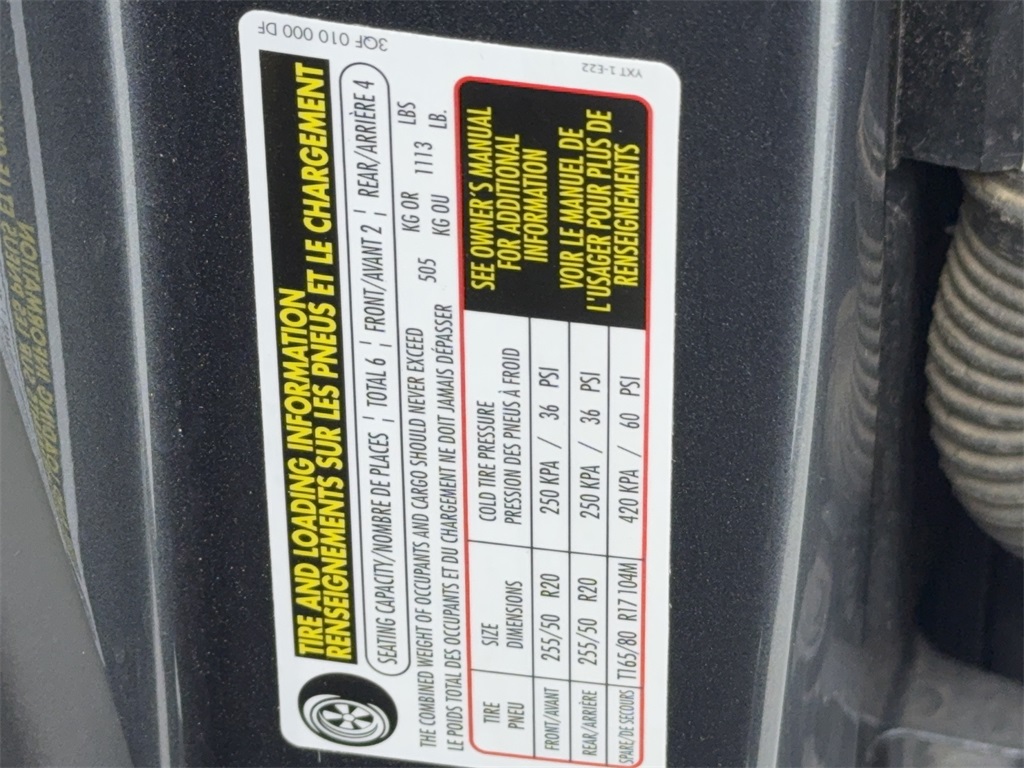 3QF 010 000 DF
YXT 1-E22
TIRE AND LOADING INFORMATION
RENSEIGNEMENTS SUR LES PNEUS ET LE CHARGEMENT
SEATING CAPACITY/NOMBRE DE PLACES ¦ TOTAL 6 ¦ FRONT/AVANT 2 ¦ REAR/ARRIÈRE 4
THE COMBINED WEIGHT OF OCCUPANTS AND CARGO SHOULD NEVER EXCEED 505 KG OR 1113 LBS
LE POIDS TOTAL DES OCCUPANTS ET DU CHARGEMENT NE DOIT JAMAIS DÉPASSER KG OU LB.
TIRE SIZE COLD TIRE PRESSURE
PNEU DIMENSIONS PRESSION DES PNEUS À FROID
FRONT/AVANT 255/50 R20 250 KPA / 36 PSI
REAR/ARRIÈRE 255/50 R20 250 KPA / 36 PSI
SPARE/DE SECOURS T165/80 R17 104M 420 KPA / 60 PSI
SEE OWNER'S MANUAL
FOR ADDITIONAL
INFORMATION
VOIR LE MANUEL DE
L'USAGER POUR PLUS DE
RENSEIGNEMENTS